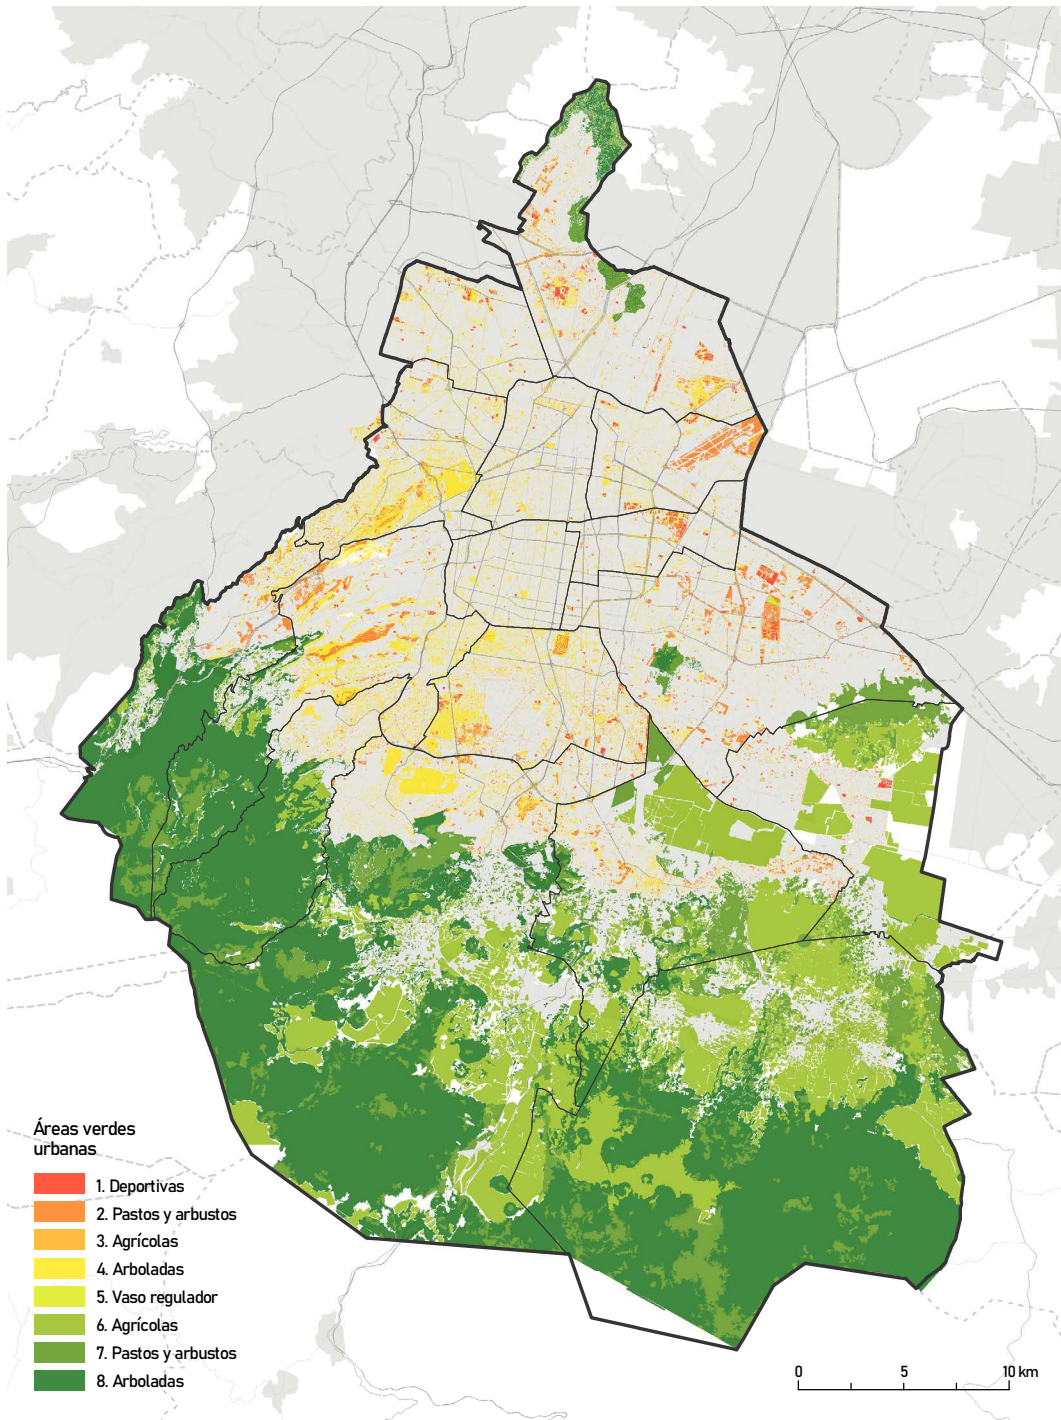 Áreas verdes
urbanas
1. Deportivas
2. Pastos y arbustos
3. Agrícolas
4. Arboladas
5. Vaso regulador
6. Agrícolas
7. Pastos y arbustos
8. Arboladas
0 5 10 km